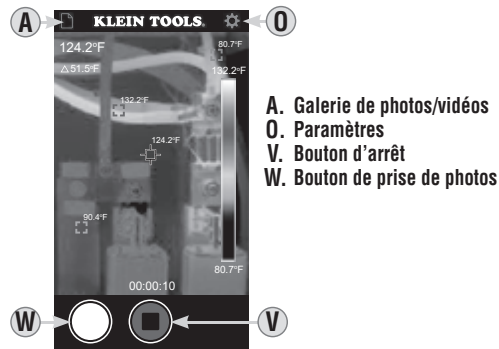 A
KLEIN TOOLS.
O
124.2°F
80.7°F
△51.5°F
132.2°F
132.2°F
124.2°F
90.4°F
80.7°F
00:00:10
W
V
A. Galerie de photos/vidéos
O. Paramètres
V. Bouton d'arrêt
W. Bouton de prise de photos